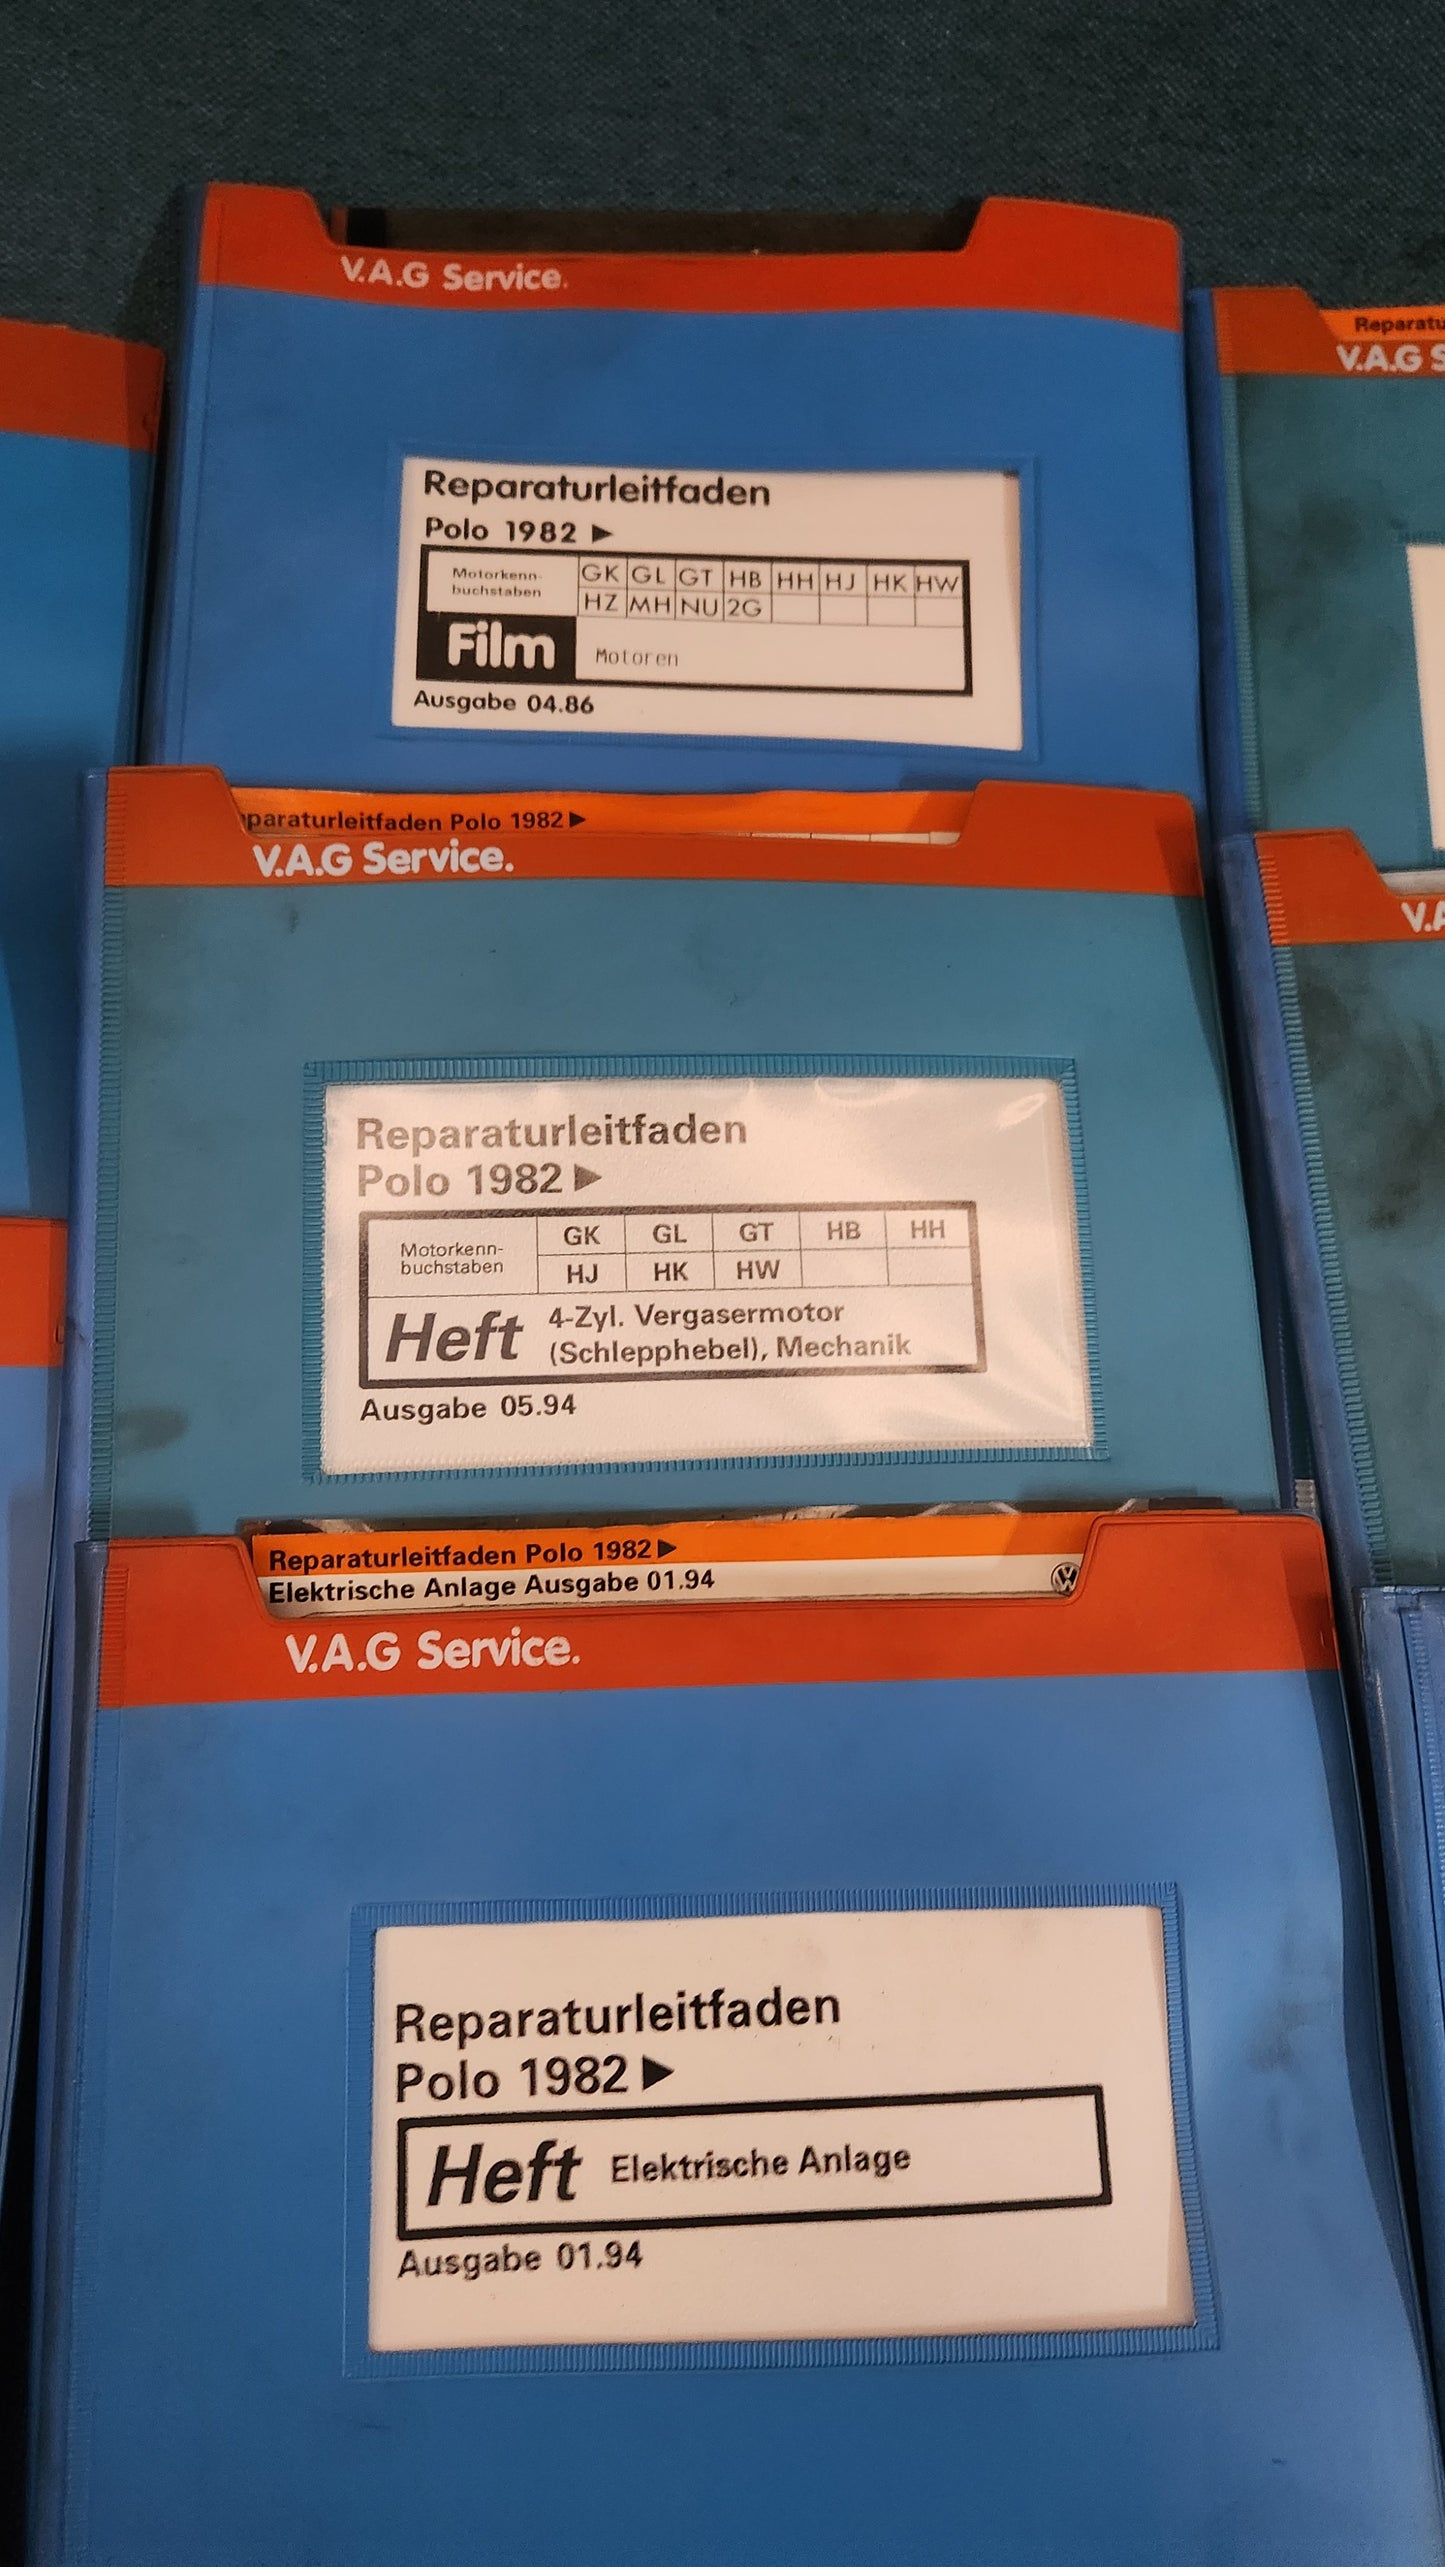 V.A.G Service.
Reparaturleitfaden
Polo 1982 ▶
Motorkenn-
buchstaben
GK GL GT HB HH HJ HK HW
HZ MH NU 2G
Film Motoren
Ausgabe 04.86
paraturleitfaden Polo 1982 ▶
V.A.G Service.
Reparaturleitfaden
Polo 1982 ▶
Motorkenn-
buchstaben
GK GL GT HB HH
HJ HK HW
Heft 4-Zyl. Vergasermotor
(Schlepphebel), Mechanik
Ausgabe 05.94
Reparaturleitfaden Polo 1982 ▶
Elektrische Anlage Ausgabe 01.94
V.A.G Service.
Reparaturleitfaden
Polo 1982 ▶
Heft Elektrische Anlage
Ausgabe 01.94
Reparatu
V.A.G S
V.A